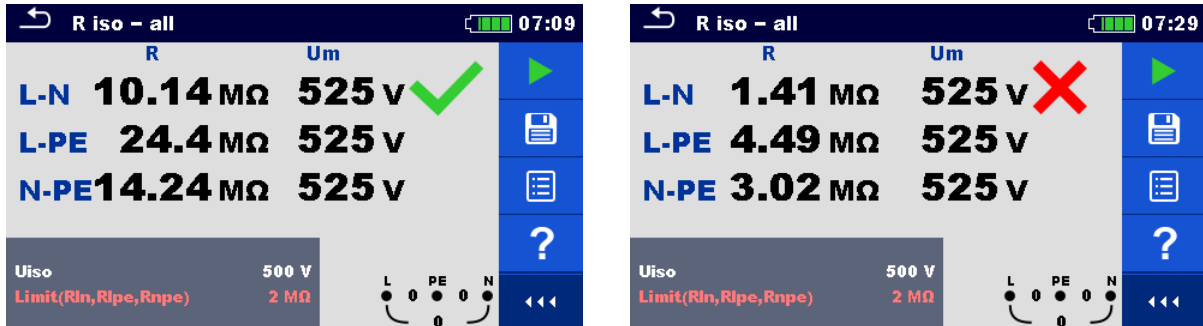 R iso – all 07:09
R Um
L-N 10.14 MΩ 525 V
L-PE 24.4 MΩ 525 V
N-PE 14.24 MΩ 525 V
?
Uiso 500 V
Limit(Rln,Rlpe,Rnpe) 2 MΩ
L PE N
0 0
0
R iso – all 07:29
R Um
L-N 1.41 MΩ 525 V
L-PE 4.49 MΩ 525 V
N-PE 3.02 MΩ 525 V
?
Uiso 500 V
Limit(Rln,Rlpe,Rnpe) 2 MΩ
L PE N
0 0
0